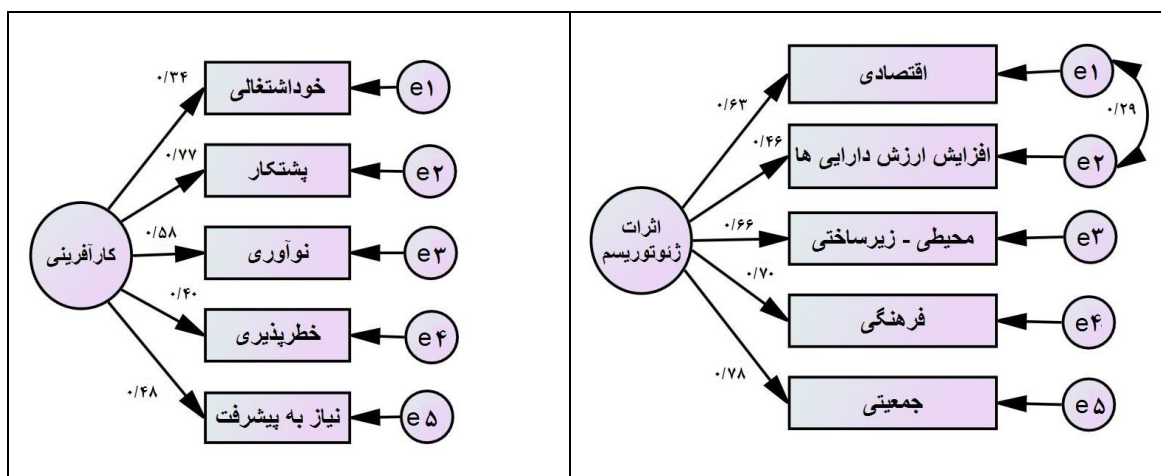 ۰/۳۴
خوداشتغالی
e۱
۰/۷۷
پشتکار
e۲
کارآفرینی
۰/۵۸
نوآوری
e۳
۰/۴۰
خطرپذیری
e۴
۰/۴۸
نیاز به پیشرفت
e۵
۰/۶۳
اقتصادی
e۱
۰/۲۹
۰/۴۶
افزایش ارزش دارایی ها
e۲
اثرات
ژئوتوریسم
۰/۶۶
محیطی - زیرساختی
e۳
۰/۷۰
فرهنگی
e۴
۰/۷۸
جمعیتی
e۵